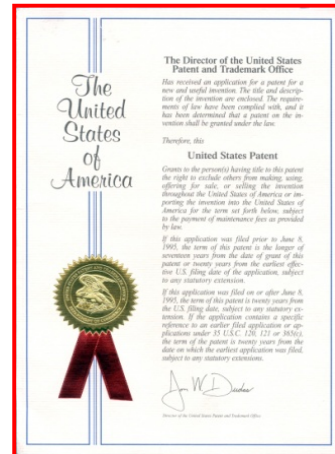 The
United
States
of
America
The Director of the United States
Patent and Trademark Office
Has received an application for a patent for a
new and useful invention. The title and descrip-
tion of the invention are enclosed. The require-
ments of law have been complied with, and it
has been determined that a patent on the in-
vention shall be granted under the law.
Therefore, this
United States Patent
Grants to the person(s) having title to this patent
the right to exclude others from making, using,
offering for sale, or selling the invention
throughout the United States of America or im-
porting the invention into the United States of
America for the term set forth below, subject
to the payment of maintenance fees as provided
by law.
If this application was filed prior to June 8,
1995, the term of this patent is the longer of
seventeen years from the date of grant of this
patent or twenty years from the earliest effec-
tive U.S. filing date of the application, subject
to any statutory extension.
If this application was filed on or after June 8,
1995, the term of this patent is twenty years from
the U.S. filing date, subject to any statutory ex-
tension. If the application contains a specific
reference to an earlier filed application or ap-
plications under 35 U.S.C. 120, 121 or 365(c),
the term of the patent is twenty years from the
date on which the earliest application was filed,
subject to any statutory extension.
Jon W. Dudas
Director of the United States Patent and Trademark Office